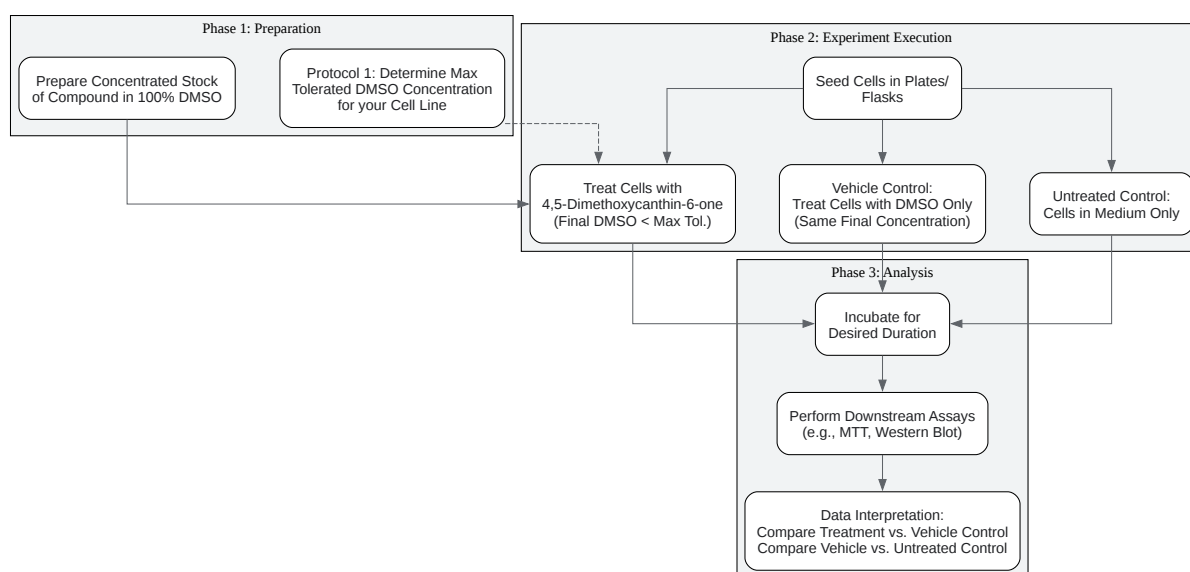 Phase 1: Preparation
Prepare Concentrated Stock
of Compound in 100% DMSO
Protocol 1: Determine Max
Tolerated DMSO Concentration
for your Cell Line
Phase 2: Experiment Execution
Seed Cells in Plates/
Flasks
Treat Cells with
4,5-Dimethoxycanthin-6-one
(Final DMSO < Max Tol.)
Vehicle Control:
Treat Cells with DMSO Only
(Same Final Concentration)
Untreated Control:
Cells in Medium Only
Phase 3: Analysis
Incubate for
Desired Duration
Perform Downstream Assays
(e.g., MTT, Western Blot)
Data Interpretation:
Compare Treatment vs. Vehicle Control
Compare Vehicle vs. Untreated Control